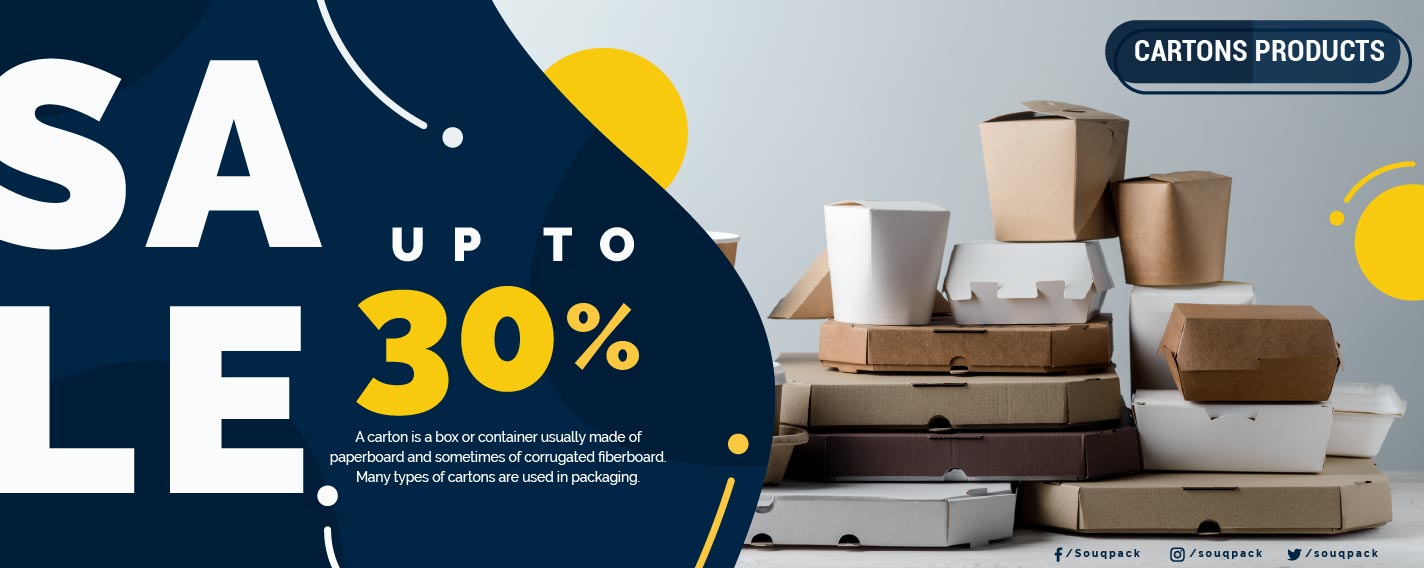 SA
LE
UP TO
30%
A carton is a box or container usually made of
paperboard and sometimes of corrugated fiberboard.
Many types of cartons are used in packaging.
CARTONS PRODUCTS
/Souqpack /souqpack /souqpack